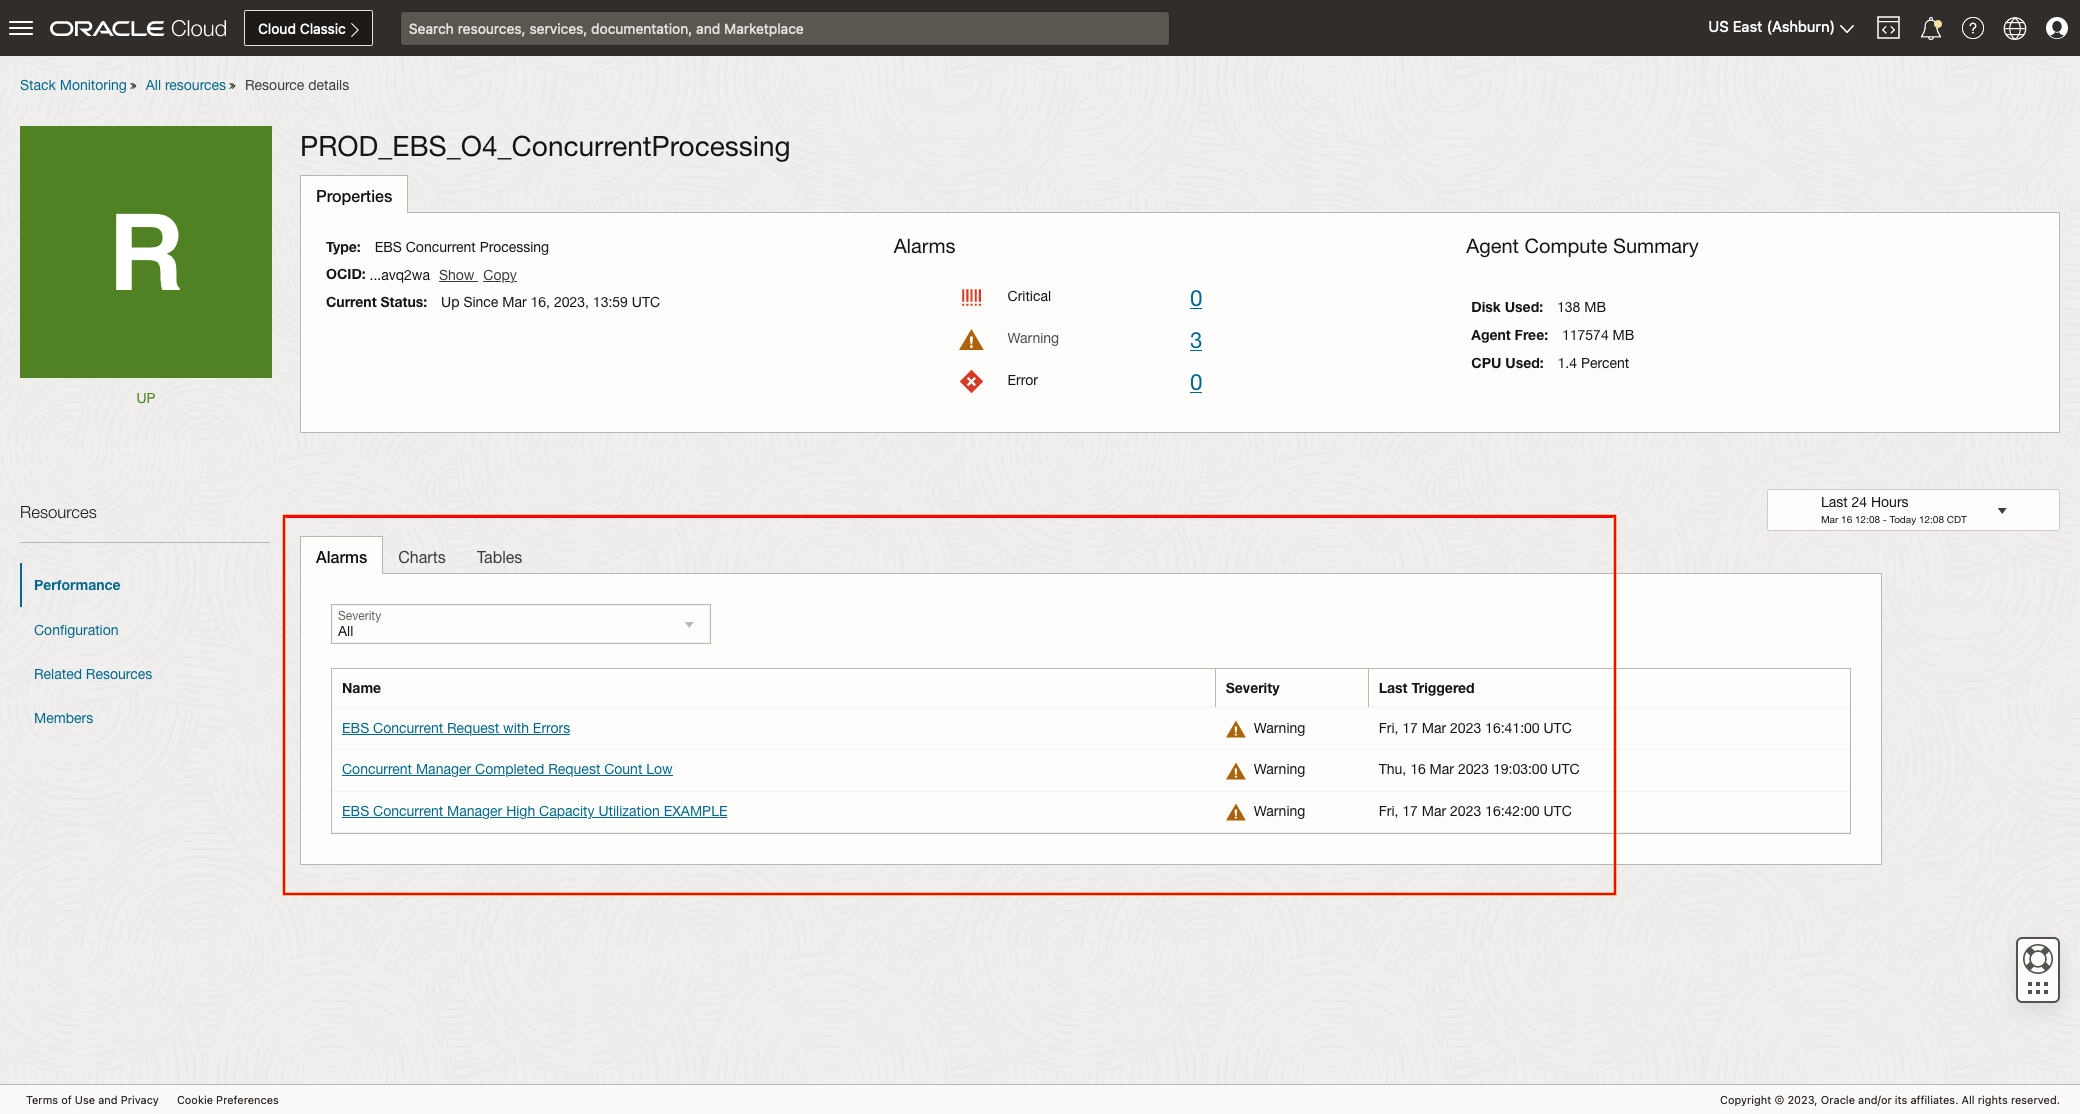 ORACLE Cloud
Cloud Classic
Search resources, services, documentation, and Marketplace
US East (Ashburn)
Stack Monitoring » All resources » Resource details
R
UP
PROD_EBS_O4_ConcurrentProcessing
Properties
Type: EBS Concurrent Processing
OCID: ...avq2wa Show Copy
Current Status: Up Since Mar 16, 2023, 13:59 UTC
Alarms
Critical 0
Warning 3
Error 0
Agent Compute Summary
Disk Used: 138 MB
Agent Free: 117574 MB
CPU Used: 1.4 Percent
Last 24 Hours
Mar 16 12:08 - Today 12:08 CDT
Resources
Performance
Configuration
Related Resources
Members
Alarms Charts Tables
Severity
All
Name Severity Last Triggered
EBS Concurrent Request with Errors Warning Fri, 17 Mar 2023 16:41:00 UTC
Concurrent Manager Completed Request Count Low Warning Thu, 16 Mar 2023 19:03:00 UTC
EBS Concurrent Manager High Capacity Utilization EXAMPLE Warning Fri, 17 Mar 2023 16:42:00 UTC
Terms of Use and Privacy Cookie Preferences
Copyright © 2023, Oracle and/or its affiliates. All rights reserved.